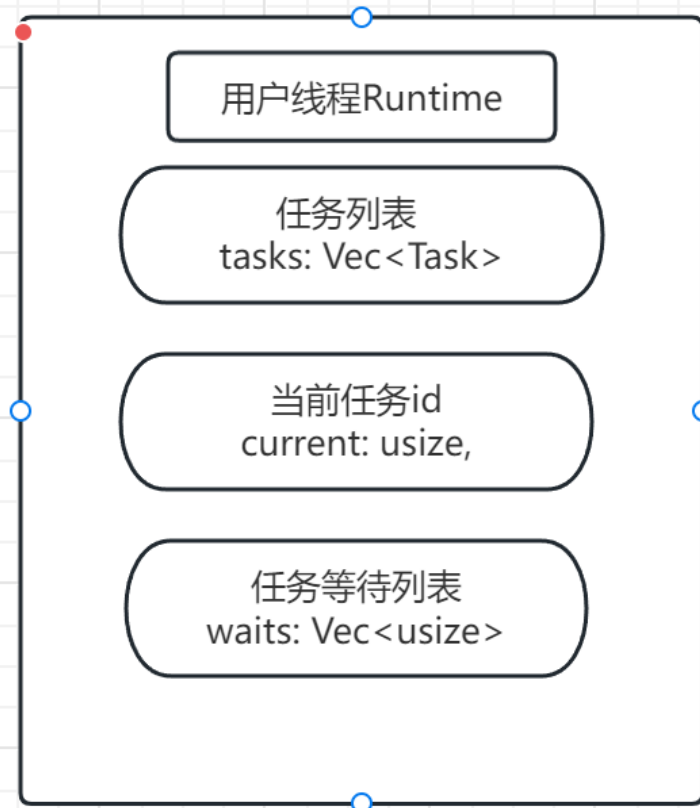 用户线程Runtime
任务列表
tasks: Vec<Task>
当前任务id
current: usize,
任务等待列表
waits: Vec<usize>